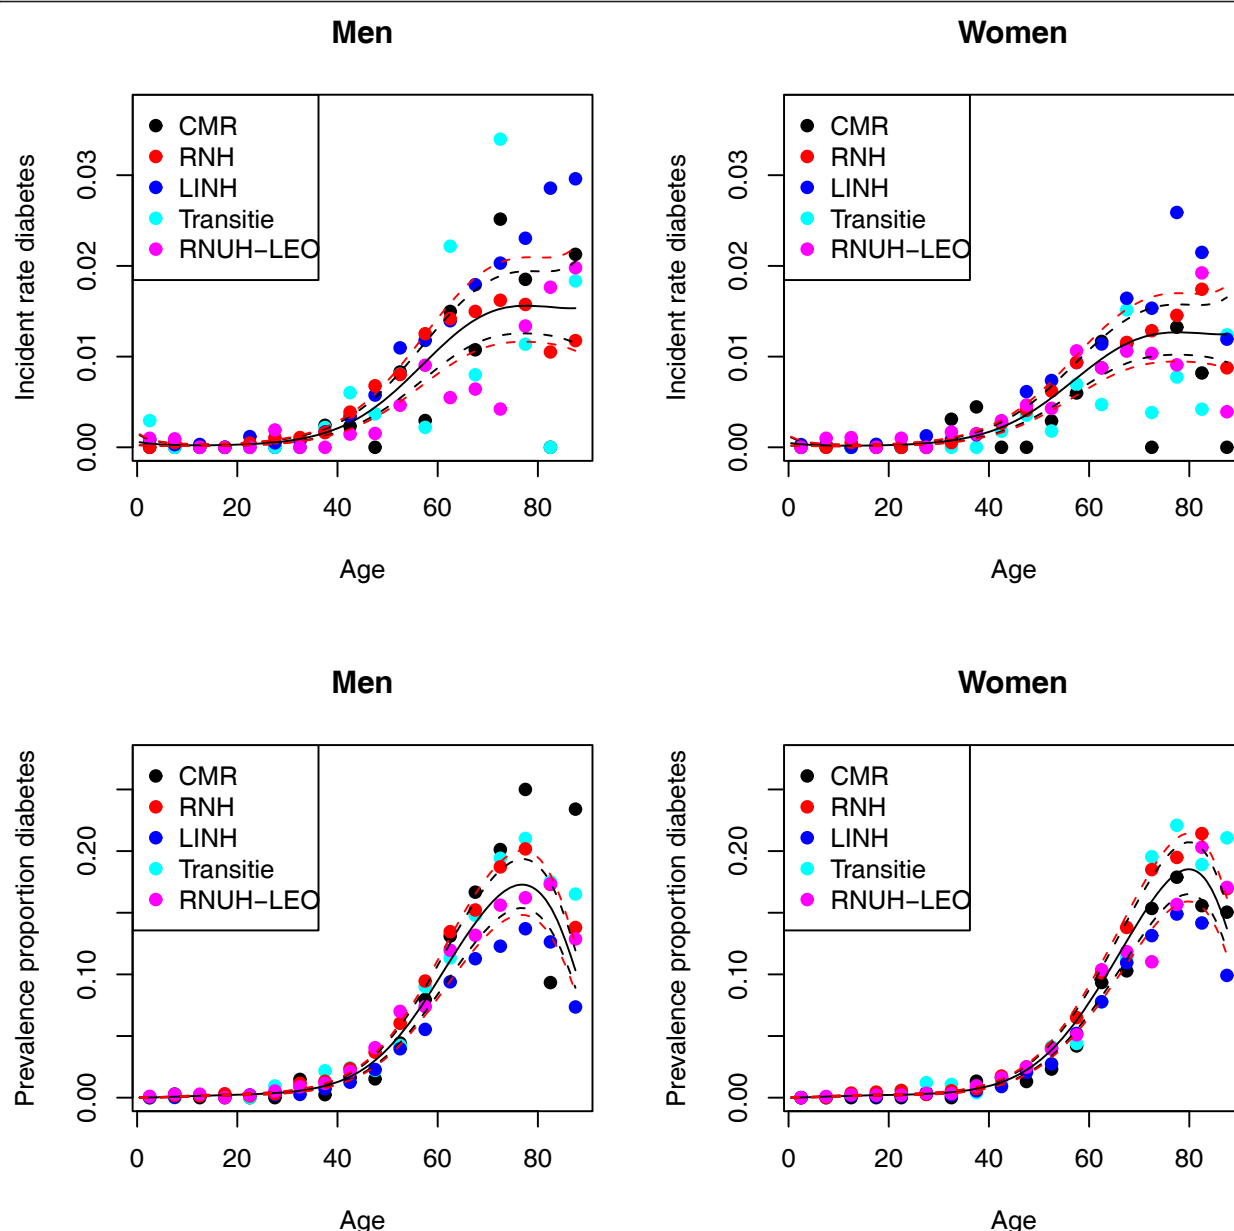 Men
Women
Incident rate diabetes
0.00 0.01 0.02 0.03
CMR
RNH
LINH
Transitie
RNUH-LEO
0 20 40 60 80
Age
Incident rate diabetes
0.00 0.01 0.02 0.03
CMR
RNH
LINH
Transitie
RNUH-LEO
0 20 40 60 80
Age
Men
Women
Prevalence proportion diabetes
0.00 0.10 0.20
CMR
RNH
LINH
Transitie
RNUH-LEO
0 20 40 60 80
Age
Prevalence proportion diabetes
0.00 0.10 0.20
CMR
RNH
LINH
Transitie
RNUH-LEO
0 20 40 60 80
Age